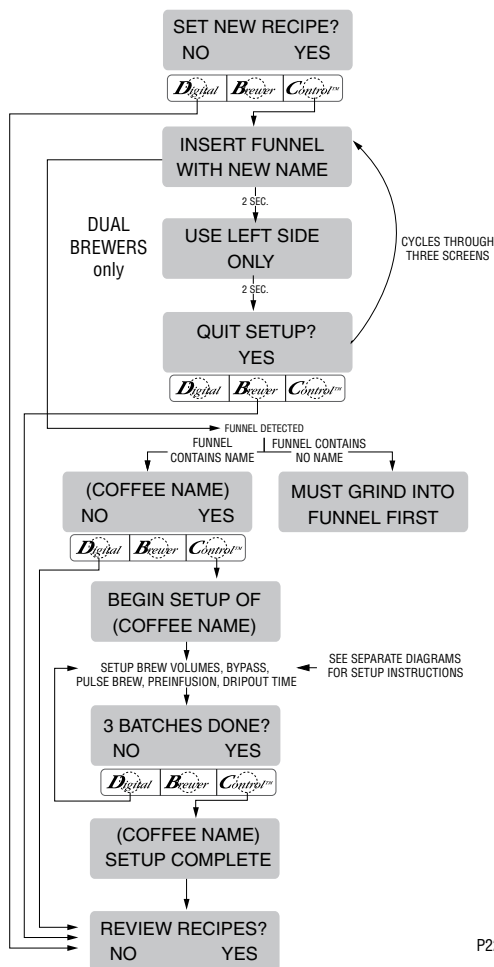 SET NEW RECIPE?
NO YES
Digital Brewer Control™
INSERT FUNNEL
WITH NEW NAME
2 SEC.
DUAL
BREWERS
only
USE LEFT SIDE
ONLY
CYCLES THROUGH
THREE SCREENS
2 SEC.
QUIT SETUP?
YES
Digital Brewer Control™
FUNNEL DETECTED
FUNNEL
CONTAINS NAME
FUNNEL CONTAINS
NO NAME
(COFFEE NAME)
NO YES
MUST GRIND INTO
FUNNEL FIRST
Digital Brewer Control™
BEGIN SETUP OF
(COFFEE NAME)
SETUP BREW VOLUMES, BYPASS,
PULSE BREW, PREINFUSION, DRIPOUT TIME
SEE SEPARATE DIAGRAMS
FOR SETUP INSTRUCTIONS
3 BATCHES DONE?
NO YES
Digital Brewer Control™
(COFFEE NAME)
SETUP COMPLETE
REVIEW RECIPES?
NO YES